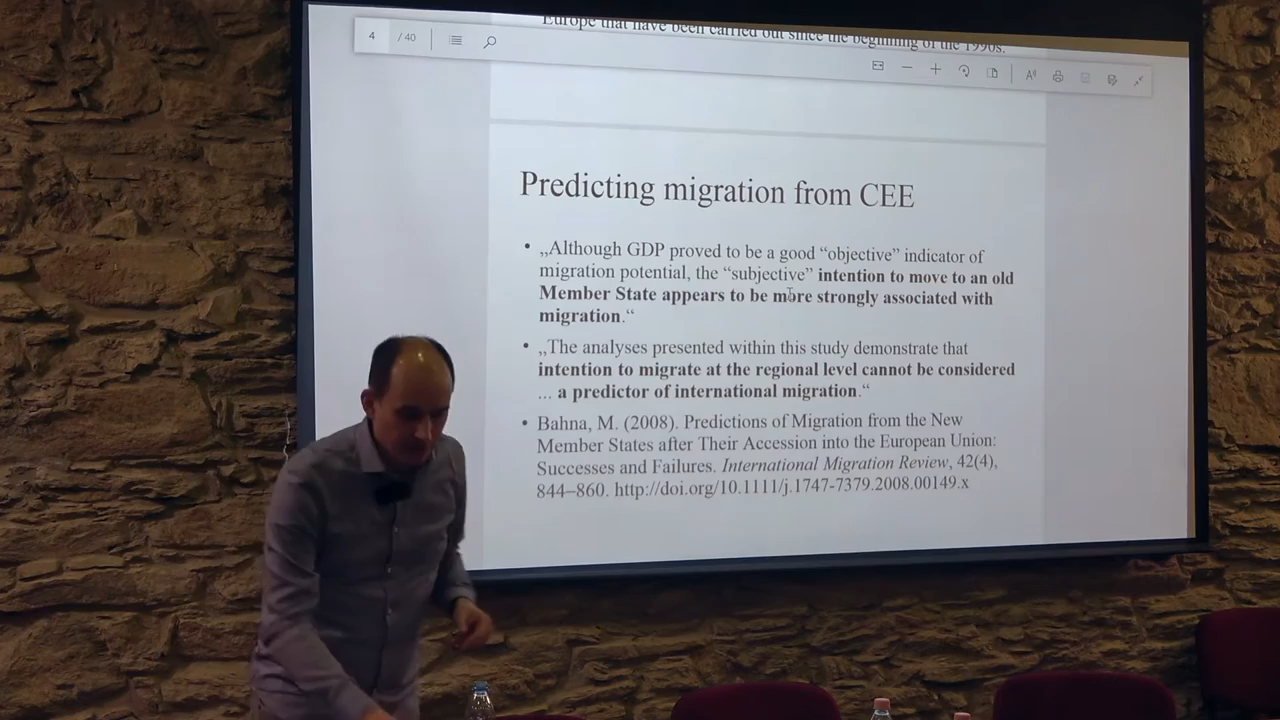 Europe that have been carried out since the beginning of the 1990s.
4 / 40
Predicting migration from CEE
• „Although GDP proved to be a good “objective” indicator of
migration potential, the “subjective” intention to move to an old
Member State appears to be more strongly associated with
migration.“
• „The analyses presented within this study demonstrate that
intention to migrate at the regional level cannot be considered
... a predictor of international migration.“
• Bahna, M. (2008). Predictions of Migration from the New
Member States after Their Accession into the European Union:
Successes and Failures. International Migration Review, 42(4),
844–860. http://doi.org/10.1111/j.1747-7379.2008.00149.x